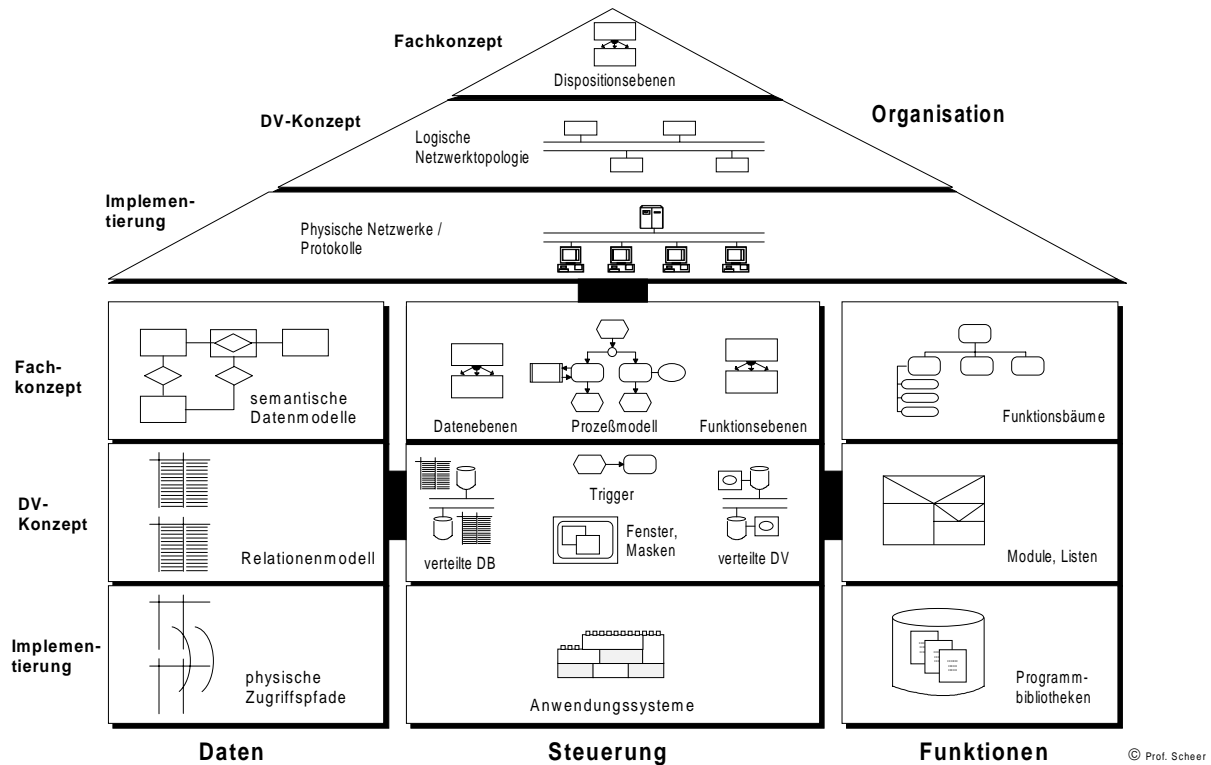 Fachkonzept
Dispositionsebenen
DV-Konzept
Organisation
Logische
Netzwerktopologie
Implemen-
tierung
Physische Netzwerke /
Protokolle
Fach-
konzept
semantische
Datenmodelle
Datenebenen
Prozeßmodell
Funktionsebenen
Funktionsbäume
DV-
Konzept
Relationenmodell
Trigger
Fenster,
Masken
verteilte DB
verteilte DV
Module, Listen
Implemen-
tierung
physische
Zugriffspfade
Anwendungssysteme
Programm-
bibliotheken
Daten
Steuerung
Funktionen
© Prof. Scheer